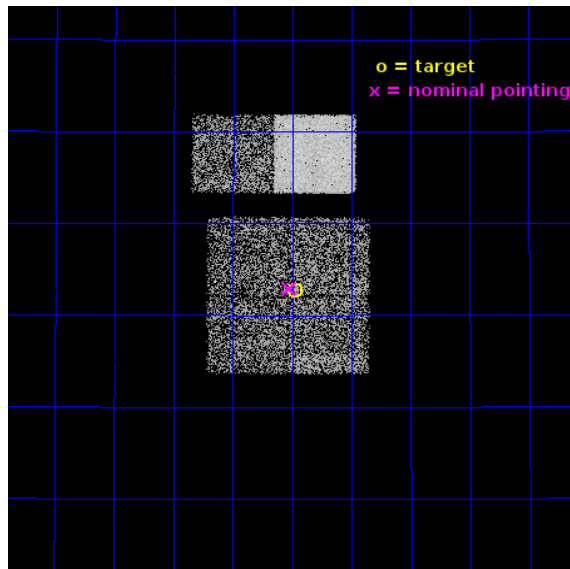 o = target
x = nominal pointing